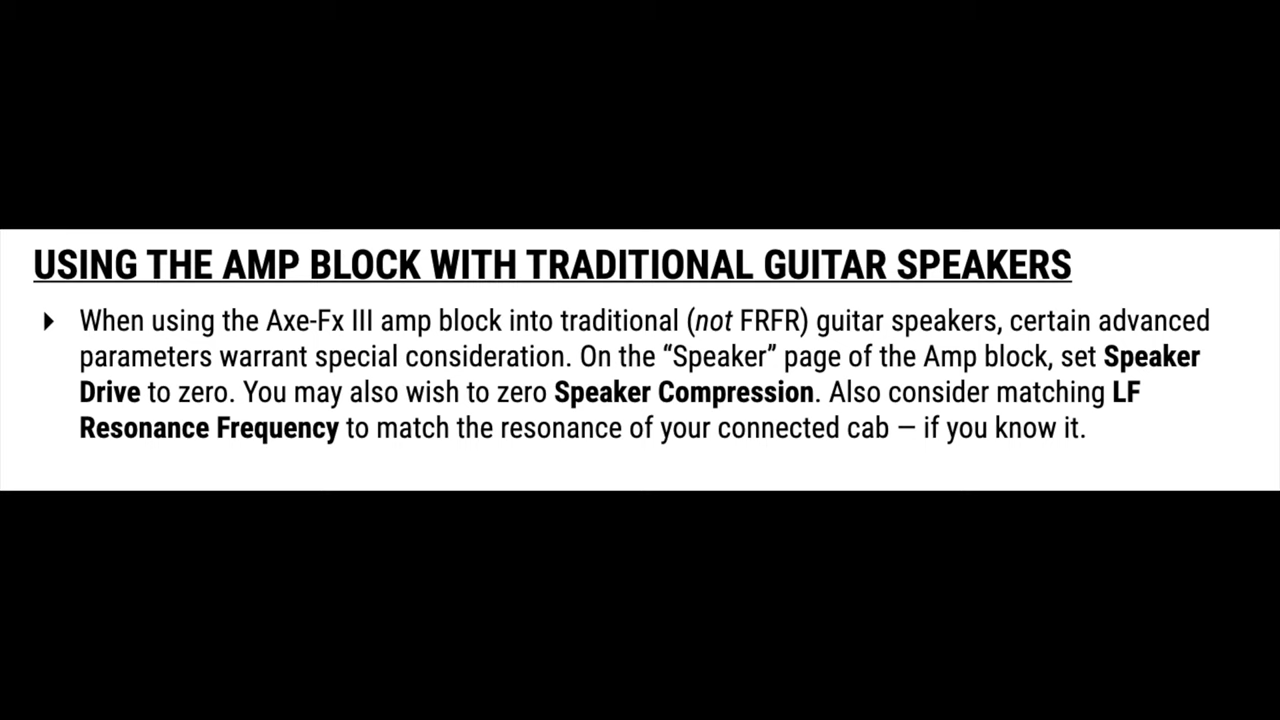 USING THE AMP BLOCK WITH TRADITIONAL GUITAR SPEAKERS
When using the Axe-Fx III amp block into traditional (not FRFR) guitar speakers, certain advanced
parameters warrant special consideration. On the “Speaker” page of the Amp block, set Speaker
Drive to zero. You may also wish to zero Speaker Compression. Also consider matching LF
Resonance Frequency to match the resonance of your connected cab — if you know it.